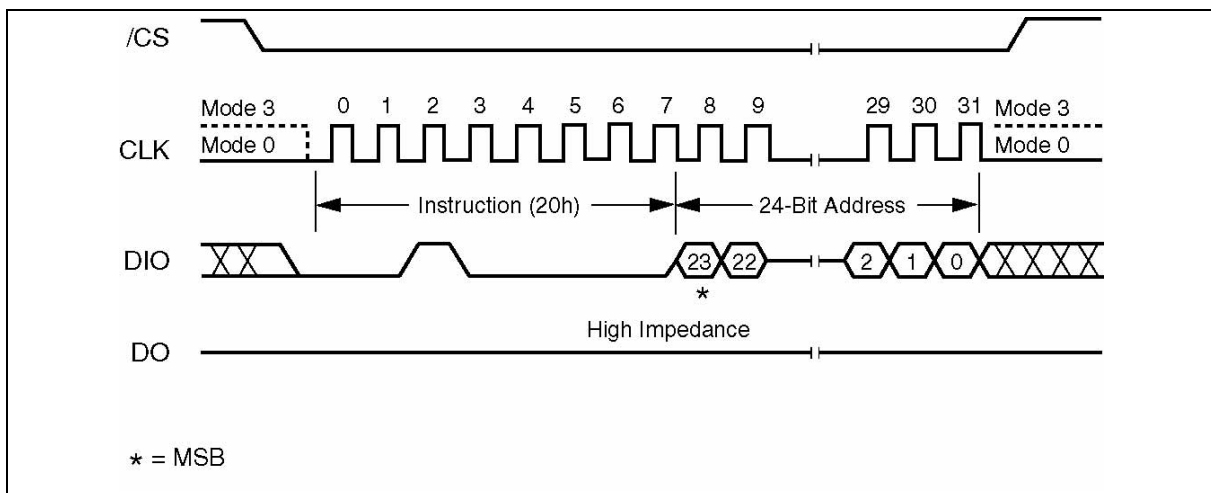 /CS
Mode 3 0 1 2 3 4 5 6 7 8 9 29 30 31 Mode 3
CLK Mode 0 Mode 0
Instruction (20h) 24-Bit Address
DIO 23 22 2 1 0
*
High Impedance
DO
* = MSB